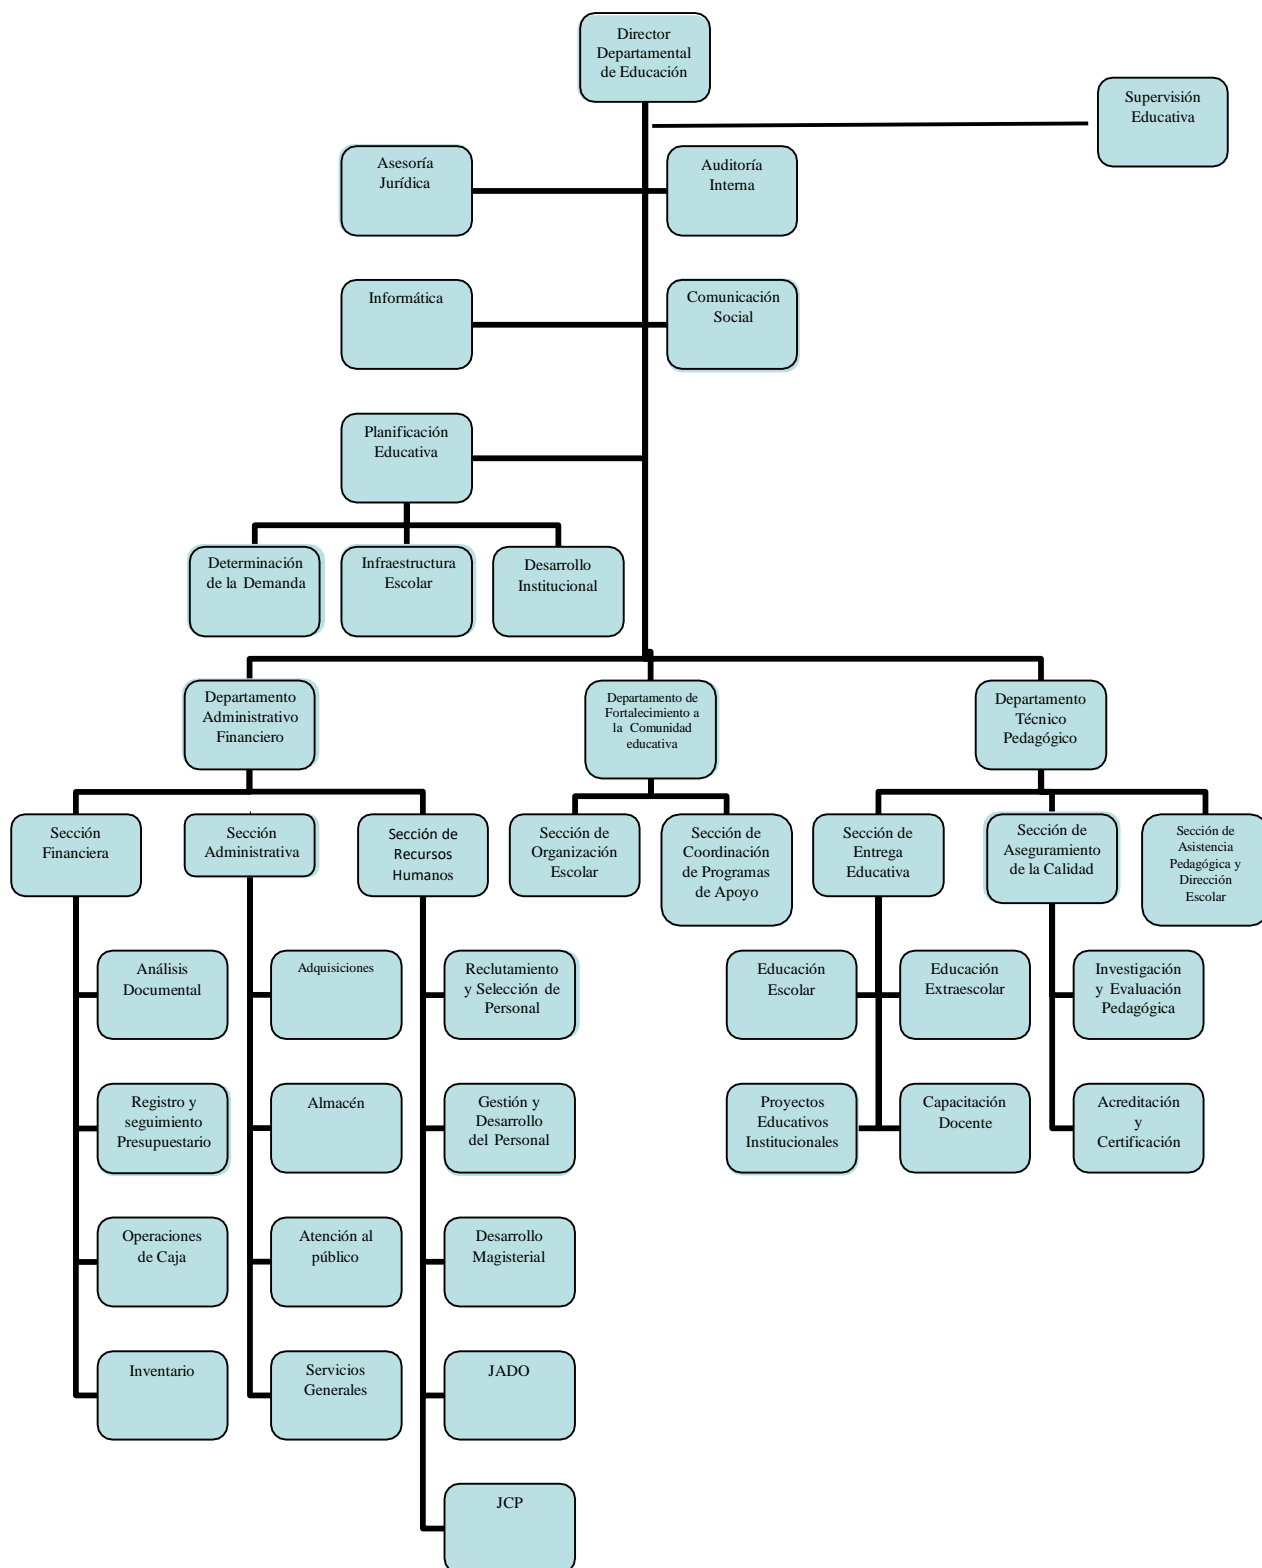 Director
Departamental
de Educación
Supervisión
Educativa
Asesoría
Jurídica
Auditoría
Interna
Informática
Comunicación
Social
Planificación
Educativa
Determinación
de la Demanda
Infraestructura
Escolar
Desarrollo
Institucional
Departamento
Administrativo
Financiero
Departamento de
Fortalecimiento a
la Comunidad
educativa
Departamento
Técnico
Pedagógico
Sección
Financiera
Sección
Administrativa
Sección de
Recursos
Humanos
Sección de
Organización
Escolar
Sección de
Coordinación
de Programas
de Apoyo
Sección de
Entrega
Educativa
Sección de
Aseguramiento
de la Calidad
Sección de
Asistencia
Pedagógica y
Dirección
Escolar
Análisis
Documental
Adquisiciones
Reclutamiento
y Selección de
Personal
Educación
Escolar
Educación
Extraescolar
Investigación
y Evaluación
Pedagógica
Registro y
seguimiento
Presupuestario
Almacén
Gestión y
Desarrollo
del Personal
Proyectos
Educativos
Institucionales
Capacitación
Docente
Acreditación
y
Certificación
Operaciones
de Caja
Atención al
público
Desarrollo
Magisterial
Inventario
Servicios
Generales
JADO
JCP